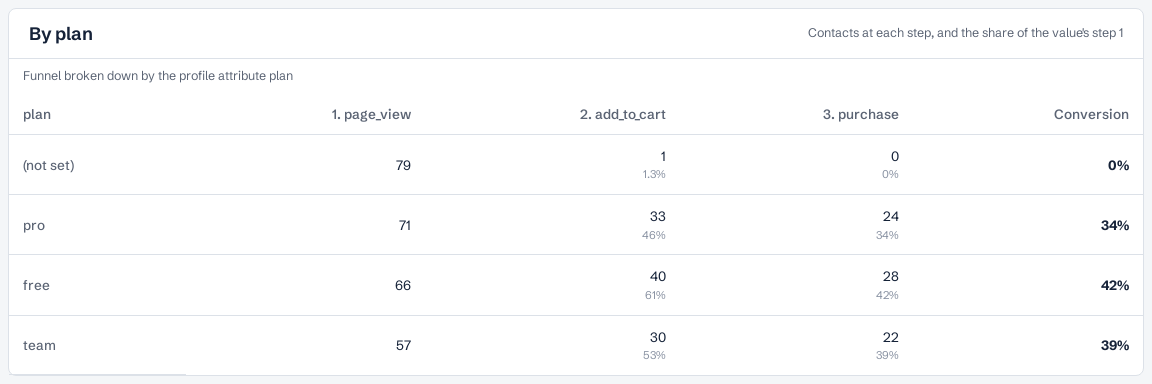 By plan
Contacts at each step, and the share of the value's step 1
Funnel broken down by the profile attribute plan
plan 1. page_view 2. add_to_cart 3. purchase Conversion
(not set) 79 1 0 0%
1.3% 0%
pro 71 33 24 34%
46% 34%
free 66 40 28 42%
61% 42%
team 57 30 22 39%
53% 39%